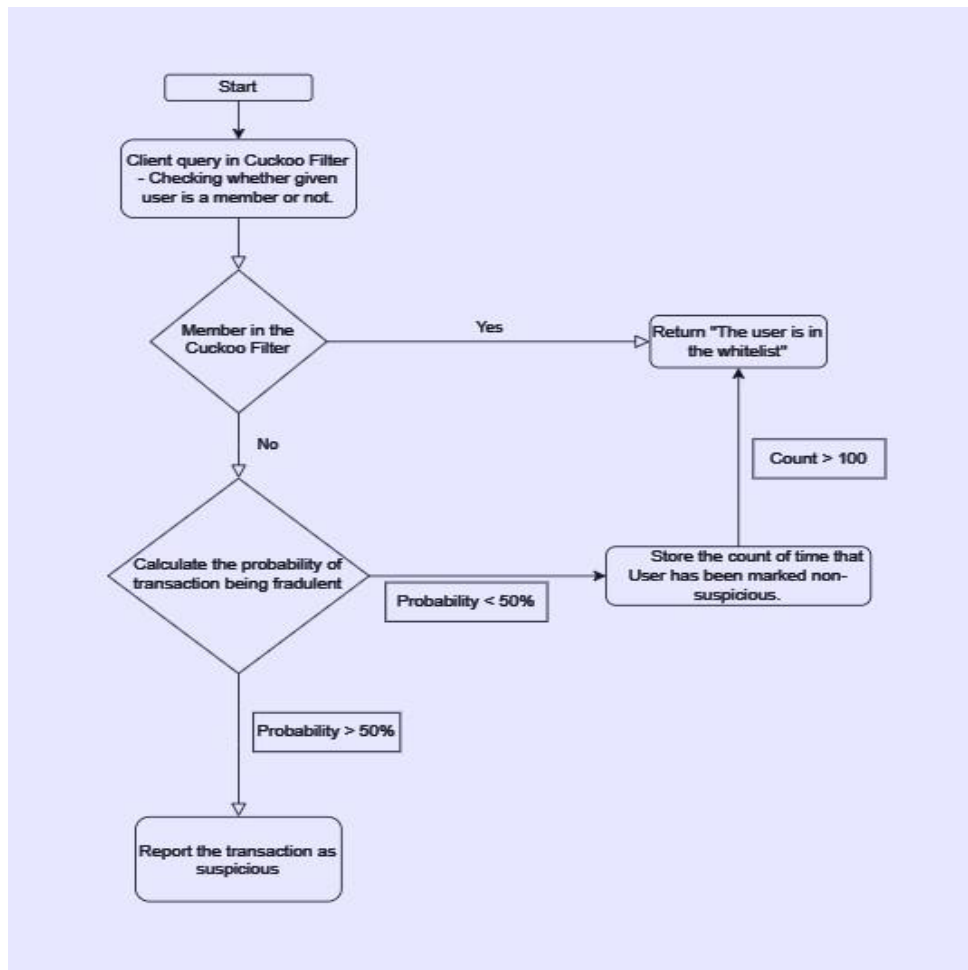 Start
Client query in Cuckoo Filter
- Checking whether given
user is a member or not.
Member in the
Cuckoo Filter
Yes
Return "The user is in
the whitelist"
No
Count > 100
Calculate the probability of
transaction being fradulent
Probability < 50%
Store the count of time that
User has been marked non-
suspicious.
Probability > 50%
Report the transaction as
suspicious